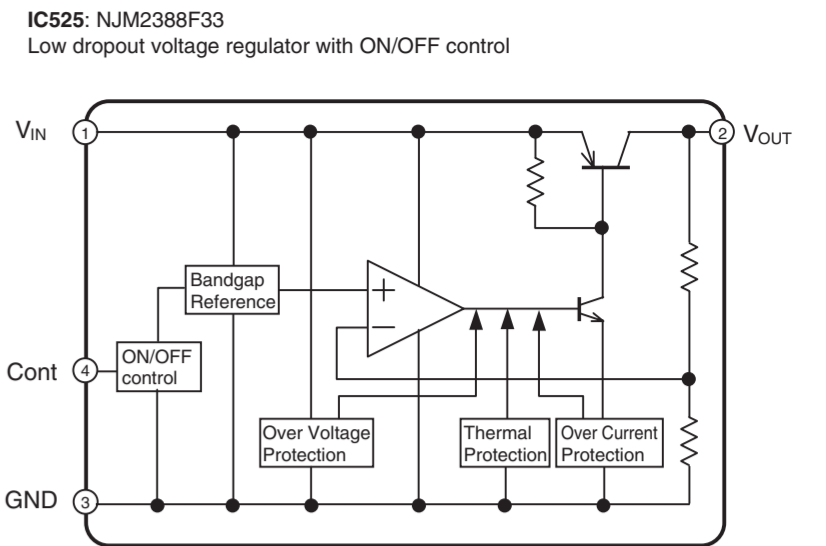 IC525: NJM2388F33
Low dropout voltage regulator with ON/OFF control
VIN 1
2 VOUT
Bandgap
Reference
+
−
ON/OFF
control
Cont 4
Over Voltage
Protection
Thermal
Protection
Over Current
Protection
GND 3